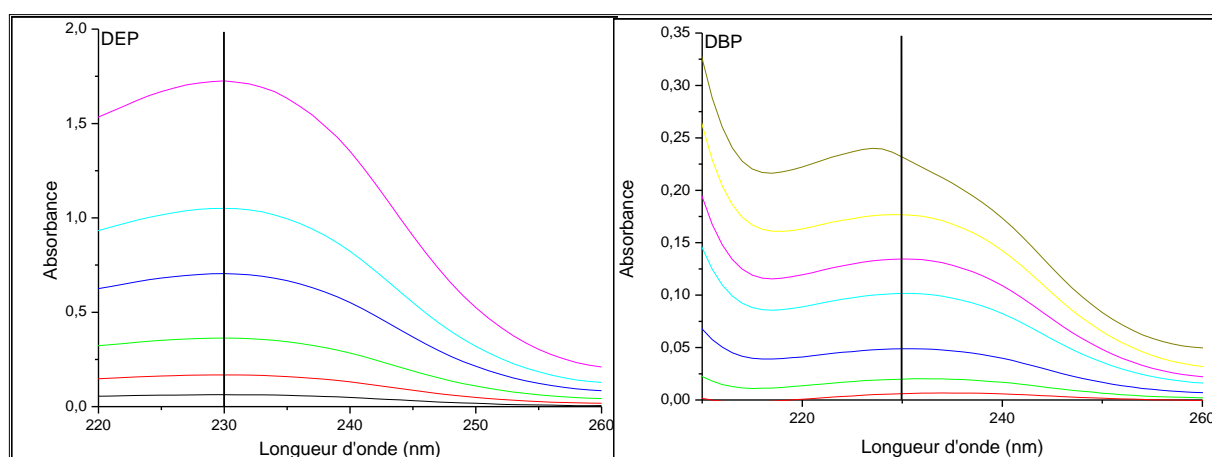 DEP
2,0
1,5
1,0
0,5
0,0
220 230 240 250 260
Absorbance
Longueur d'onde (nm)
DBP
0,35
0,30
0,25
0,20
0,15
0,10
0,05
0,00
220 230 240 260
Absorbance
Longueur d'onde (nm)